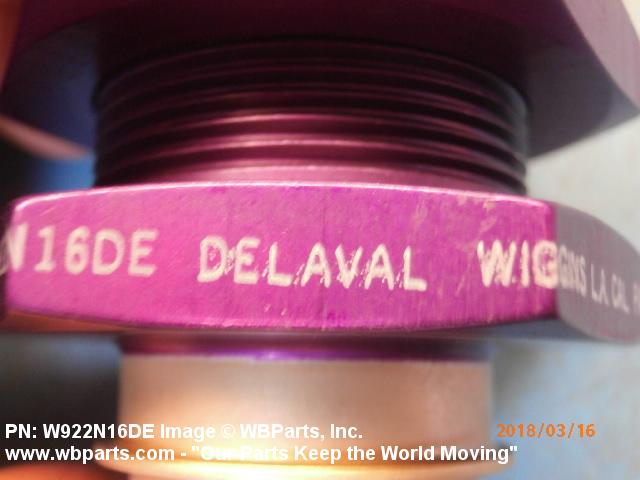 N16DE DELAVAL WIGGINS LA CAL
PN: W922N16DE Image © WBParts, Inc.
2018/03/16
www.wbparts.com - "Our Parts Keep the World Moving"